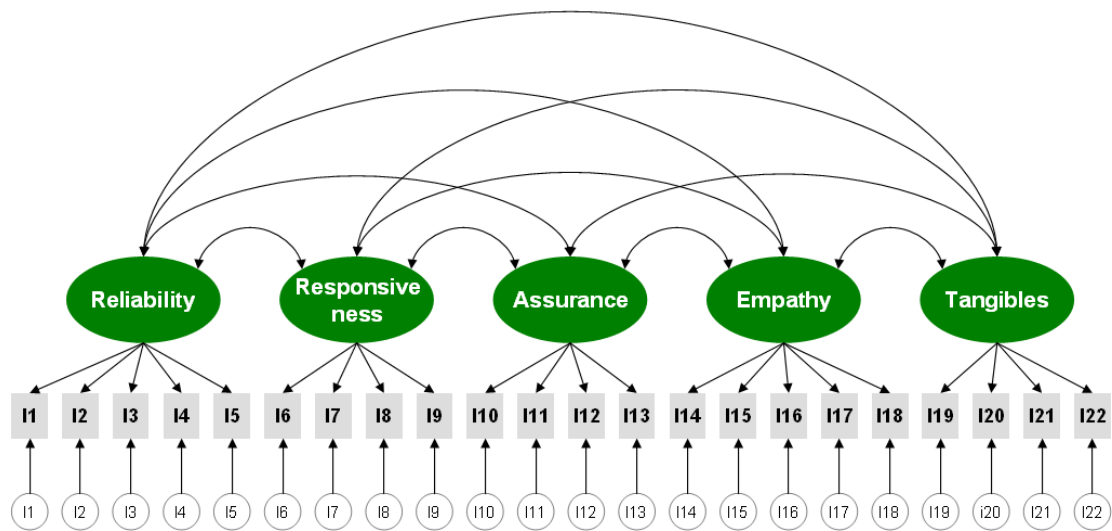 Reliability
Responsive
ness
Assurance
Empathy
Tangibles
I1 I2 I3 I4 I5 I6 I7 I8 I9 I10 I11 I12 I13 I14 I15 I16 I17 I18 I19 I20 I21 I22
I1 I2 I3 I4 I5 I6 I7 I8 I9 I10 I11 I12 I12 I14 I15 I16 I17 I18 I19 i20 I21 I22